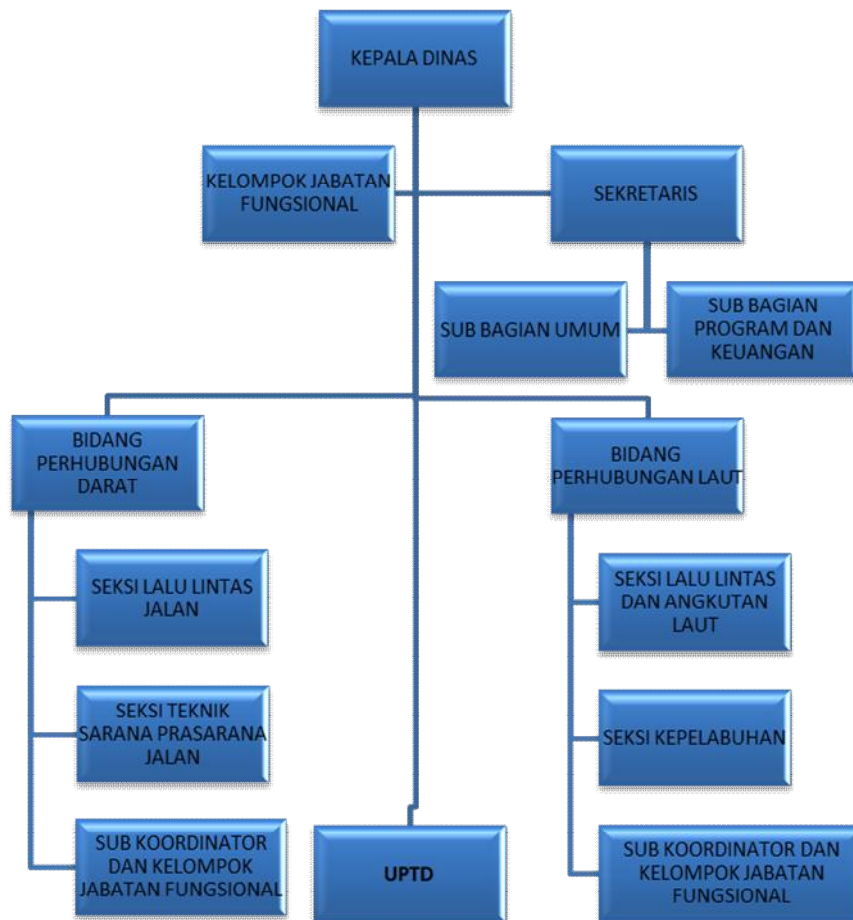 KEPALA DINAS
KELOMPOK JABATAN
FUNGSIONAL
SEKRETARIS
SUB BAGIAN UMUM
SUB BAGIAN
PROGRAM DAN
KEUANGAN
BIDANG
PERHUBUNGAN
DARAT
BIDANG
PERHUBUNGAN LAUT
SEKSI LALU LINTAS
JALAN
SEKSI LALU LINTAS
DAN ANGKUTAN
LAUT
SEKSI TEKNIK
SARANA PRASARANA
JALAN
SEKSI KEPELABUHAN
SUB KOORDINATOR
DAN KELOMPOK
JABATAN FUNGSIONAL
UPTD
SUB KOORDINATOR DAN
KELOMPOK JABATAN
FUNGSIONAL